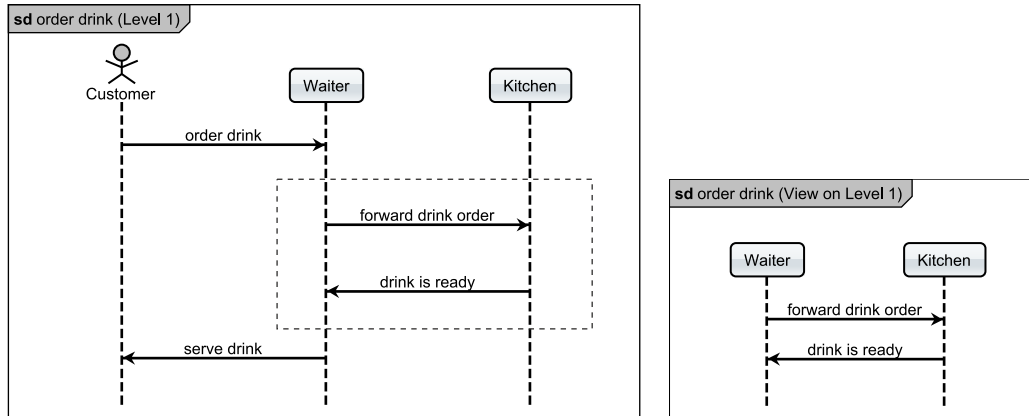 sd order drink (Level 1)
Customer
Waiter
Kitchen
order drink
forward drink order
drink is ready
serve drink
sd order drink (View on Level 1)
Waiter
Kitchen
forward drink order
drink is ready